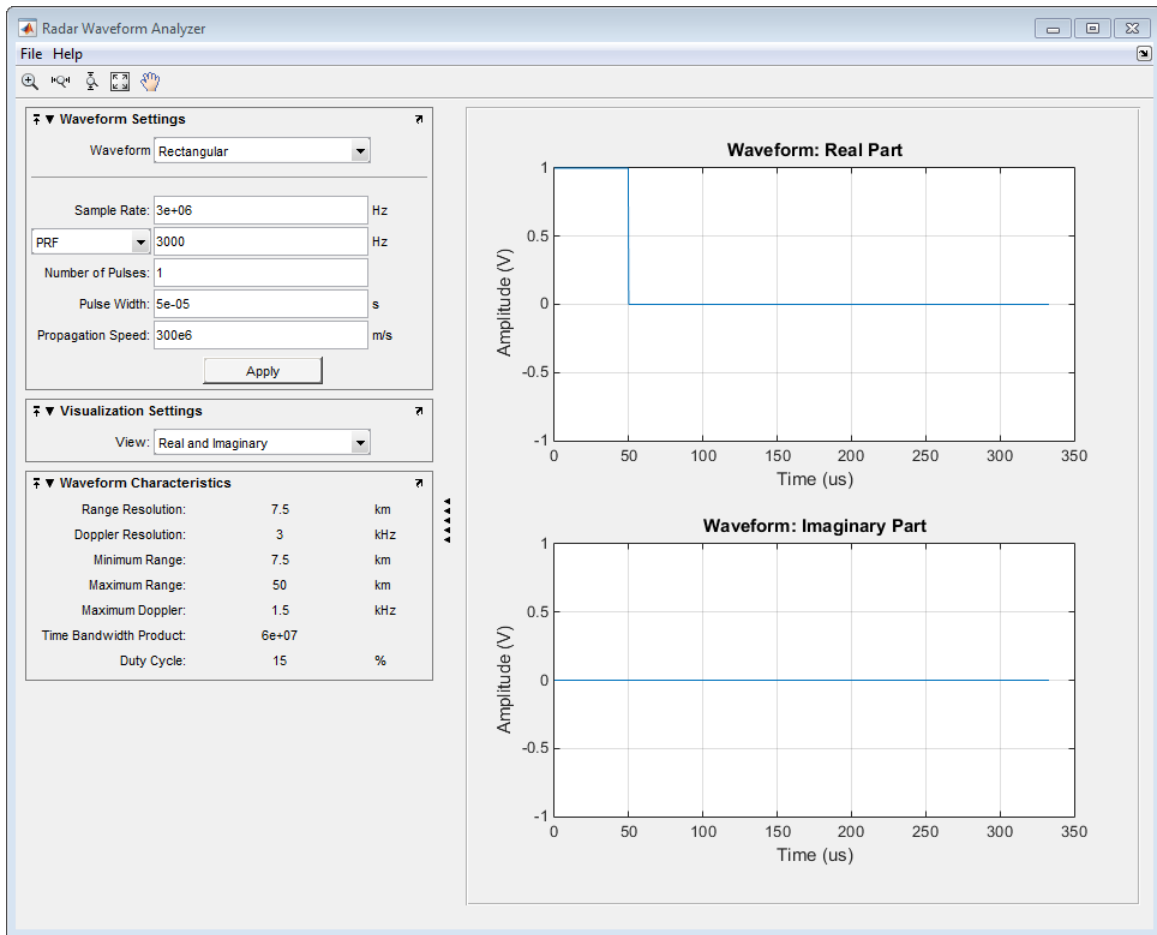 Radar Waveform Analyzer
File Help
Waveform Settings
Waveform Rectangular
Sample Rate: 3e+06 Hz
PRF 3000 Hz
Number of Pulses: 1
Pulse Width: 5e-05 s
Propagation Speed: 300e6 m/s
Apply
Visualization Settings
View: Real and Imaginary
Waveform Characteristics
Range Resolution: 7.5 km
Doppler Resolution: 3 kHz
Minimum Range: 7.5 km
Maximum Range: 50 km
Maximum Doppler: 1.5 kHz
Time Bandwidth Product: 6e+07
Duty Cycle: 15 %
Waveform: Real Part
Amplitude (V)
1
0.5
0
-0.5
-1
0 50 100 150 200 250 300 350
Time (us)
Waveform: Imaginary Part
Amplitude (V)
1
0.5
0
-0.5
-1
0 50 100 150 200 250 300 350
Time (us)